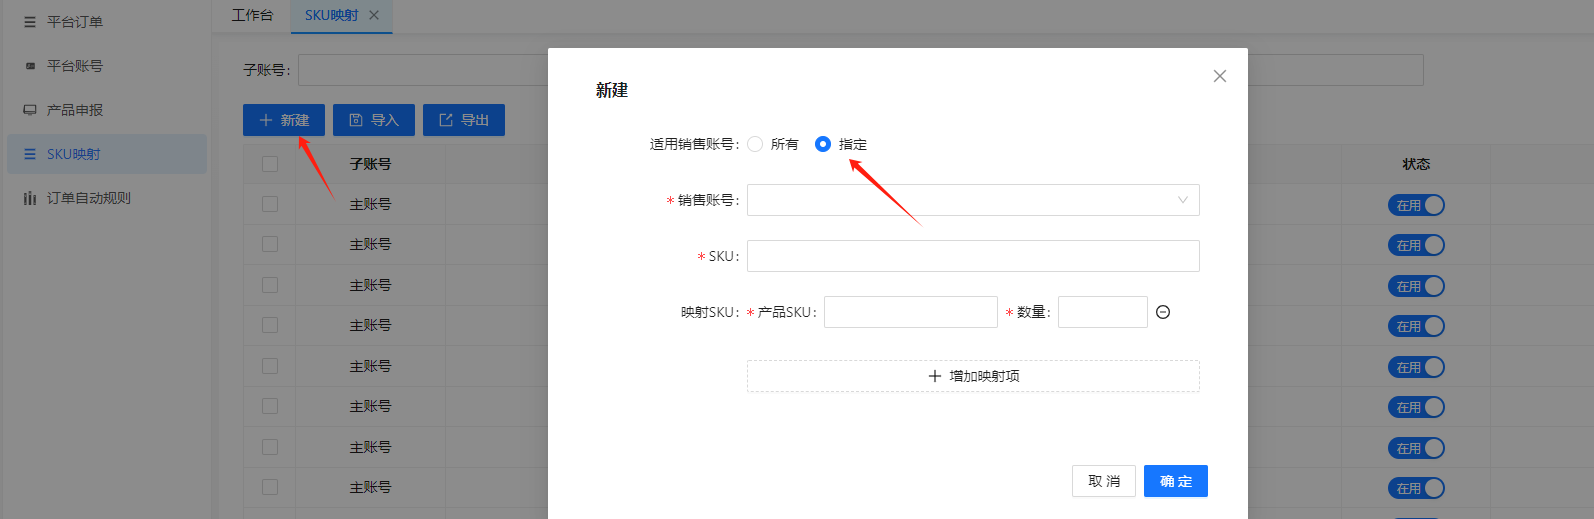 平台订单
平台账号
产品申报
SKU映射
订单自动规则
工作台
SKU映射
子账号：
新建
导入
导出
子账号
状态
主账号
在用
主账号
在用
主账号
在用
主账号
在用
主账号
在用
主账号
在用
主账号
在用
主账号
在用
新建
适用销售账号： 所有 指定
* 销售账号：
* SKU：
映射SKU： * 产品SKU： * 数量：
增加映射项
取消
确定